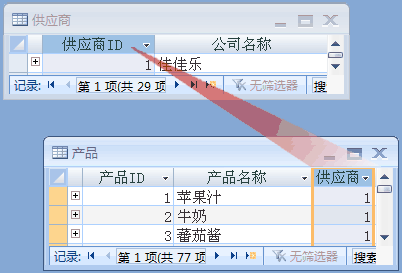 供应商
供应商ID 公司名称
1 佳佳乐
记录: 第 1 项(共 29 项 无筛选器 搜
产品
产品ID 产品名称 供应商
1 苹果汁 1
2 牛奶 1
3 蕃茄酱 1
记录: 第 1 项(共 77 项 无筛选器 搜索